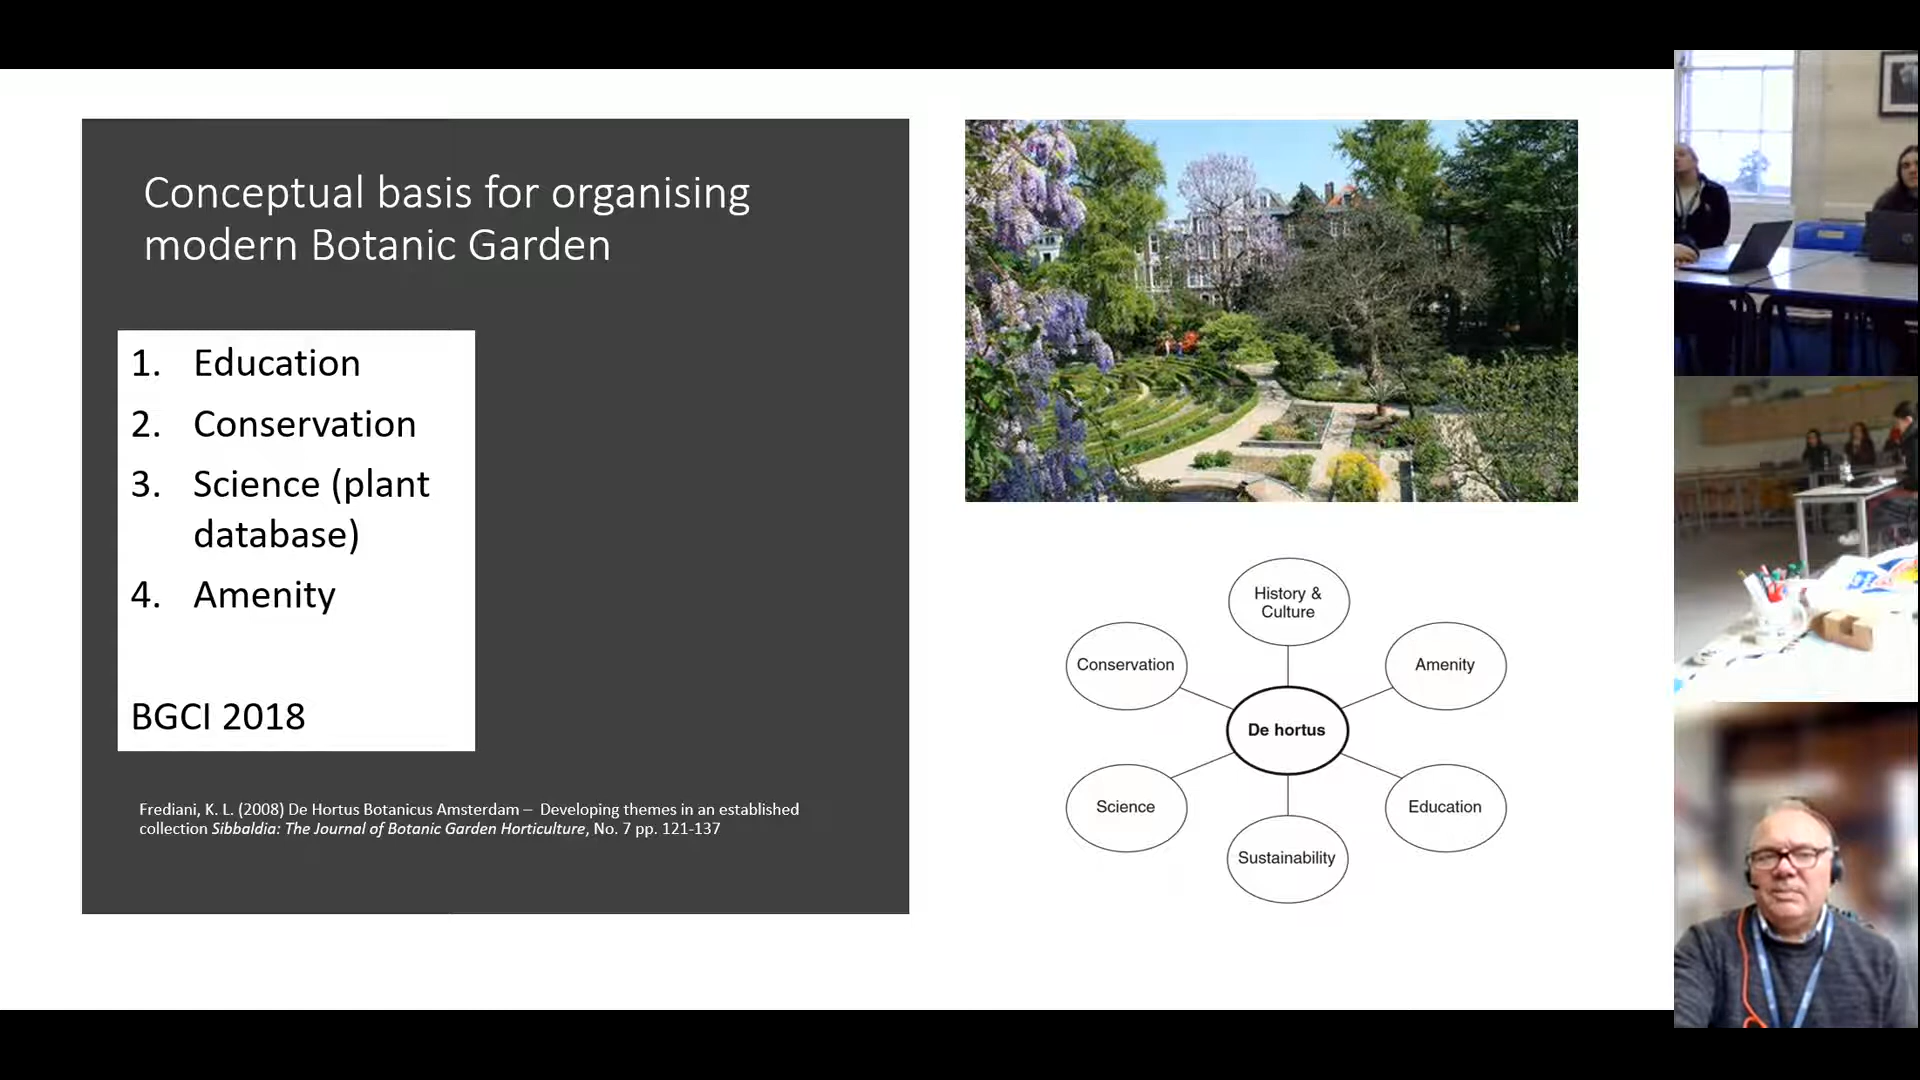 Conceptual basis for organising
modern Botanic Garden
1. Education
2. Conservation
3. Science (plant
database)
4. Amenity
BGCI 2018
Frediani, K. L. (2008) De Hortus Botanicus Amsterdam – Developing themes in an established
collection Sibbaldia: The Journal of Botanic Garden Horticulture, No. 7 pp. 121-137
History &
Culture
Conservation
Amenity
De hortus
Science
Education
Sustainability